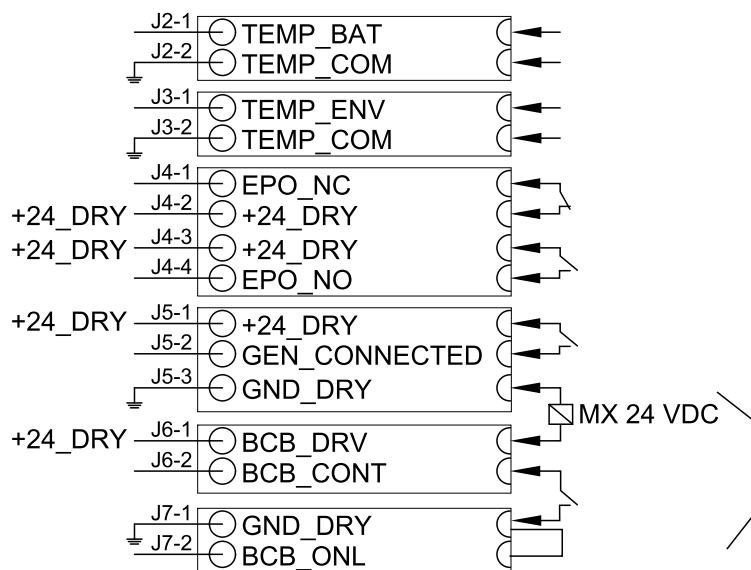 J2-1 TEMP_BAT
J2-2 TEMP_COM
J3-1 TEMP_ENV
J3-2 TEMP_COM
J4-1 EPO_NC
+24_DRY J4-2 +24_DRY
+24_DRY J4-3 +24_DRY
J4-4 EPO_NO
+24_DRY J5-1 +24_DRY
J5-2 GEN_CONNECTED
J5-3 GND_DRY
MX 24 VDC
+24_DRY J6-1 BCB_DRV
J6-2 BCB_CONT
J7-1 GND_DRY
J7-2 BCB_ONL